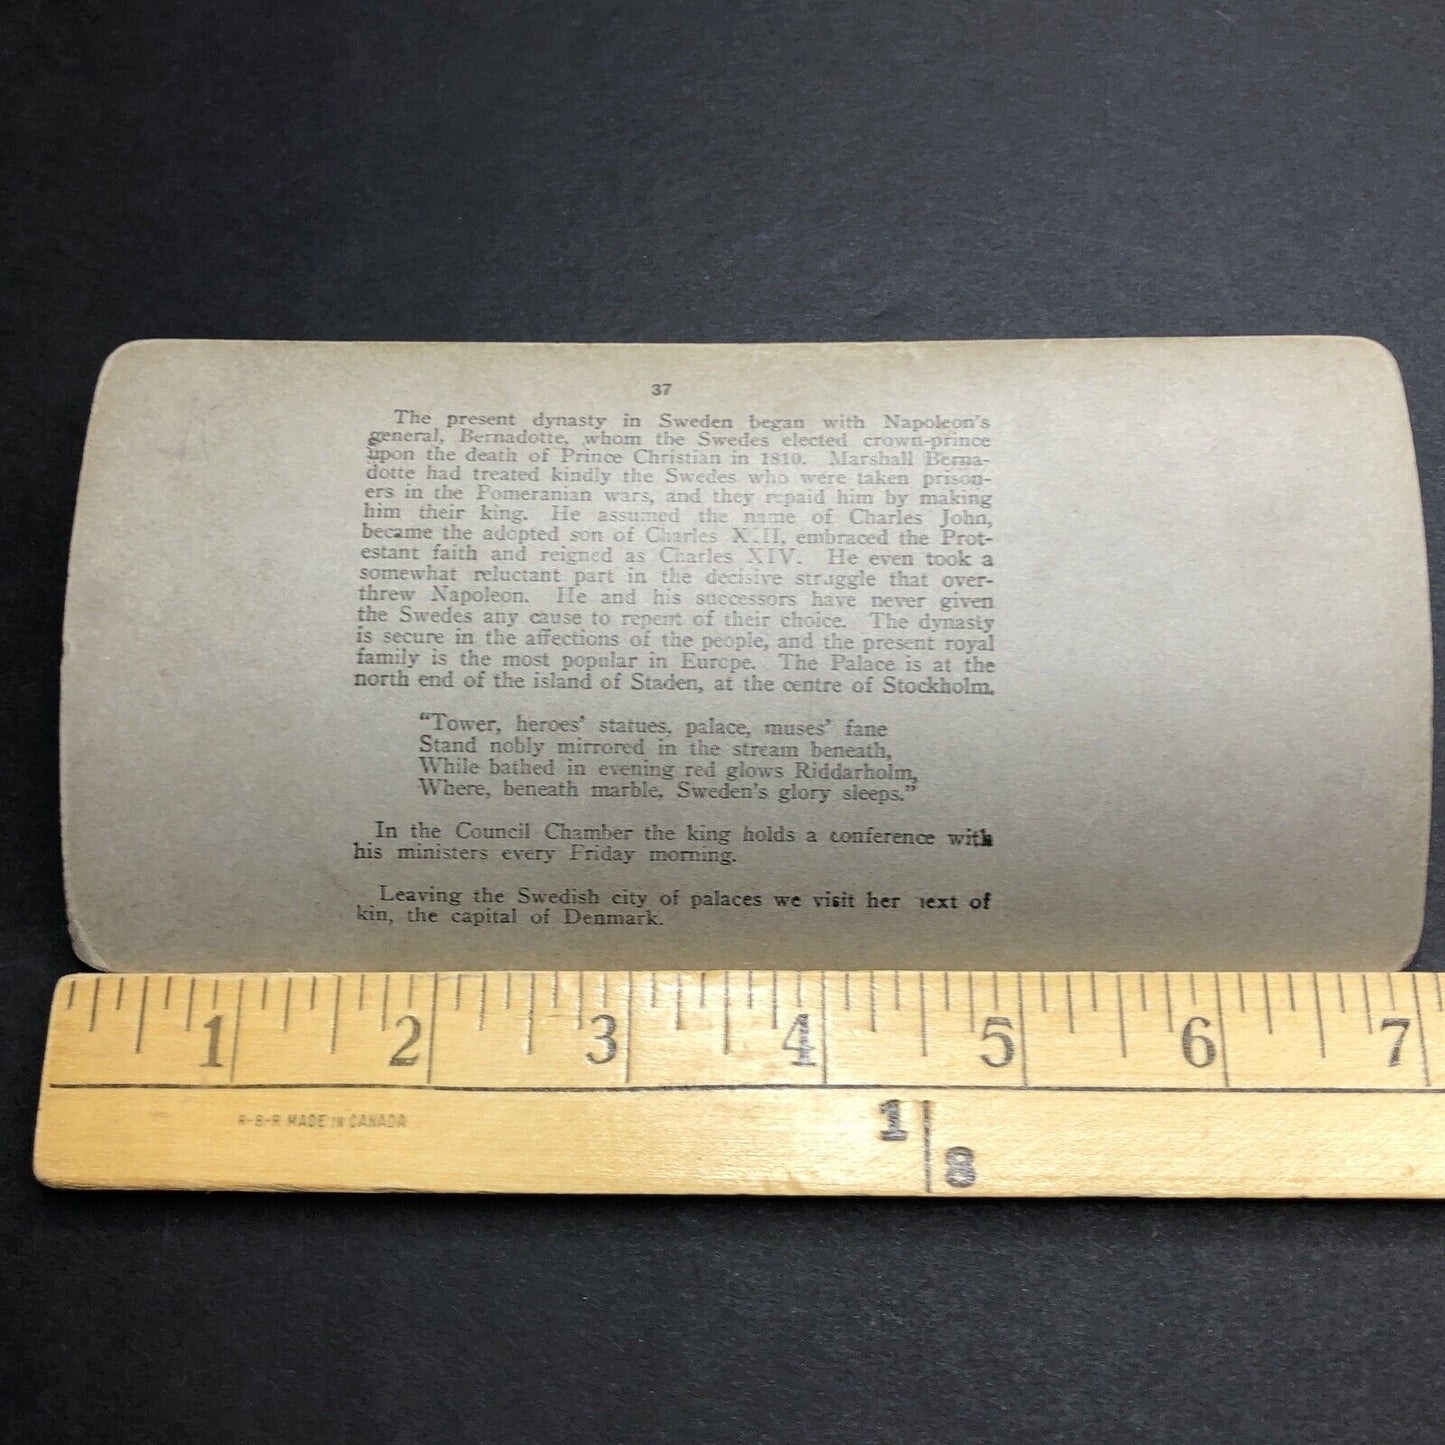 37
The present dynasty in Sweden began with Napoleon's
general, Bernadotte, whom the Swedes elected crown-prince
upon the death of Prince Christian in 1810. Marshall Berna-
dotte had treated kindly the Swedes who were taken prison-
ers in the Pomeranian wars, and they repaid him by making
him their king. He assumed the name of Charles John,
became the adopted son of Charles XIII, embraced the Prot-
estant faith and reigned as Charles XIV. He even took a
somewhat reluctant part in the decisive struggle that over-
threw Napoleon. He and his successors have never given
the Swedes any cause to repent of their choice. The dynasty
is secure in the affections of the people, and the present royal
family is the most popular in Europe. The Palace is at the
north end of the island of Staden, at the centre of Stockholm.
"Tower, heroes' statues, palace, muses' fane
Stand nobly mirrored in the stream beneath,
While bathed in evening red glows Riddarholm,
Where, beneath marble, Sweden's glory sleeps."
In the Council Chamber the king holds a conference with
his ministers every Friday morning.
Leaving the Swedish city of palaces we visit her next of
kin, the capital of Denmark.
1 2 3 4 5 6 7
R-B-R MADE IN CANADA
1
8